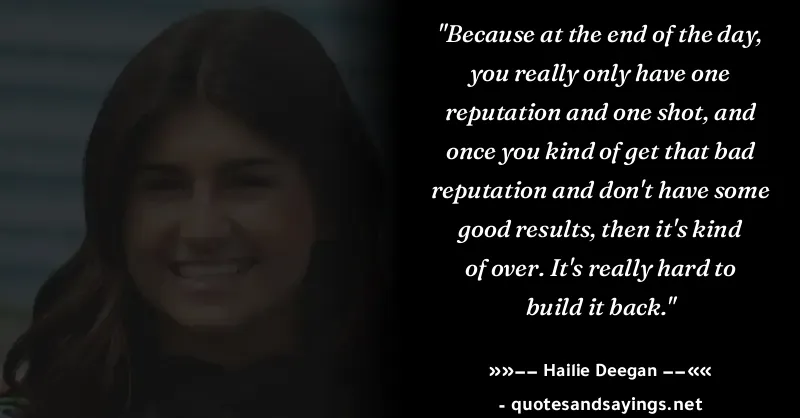 "Because at the end of the day,
you really only have one
reputation and one shot, and
once you kind of get that bad
reputation and don't have some
good results, then it's kind
of over. It's really hard to
build it back."
»»–– Hailie Deegan ––««
- quotesandsayings.net